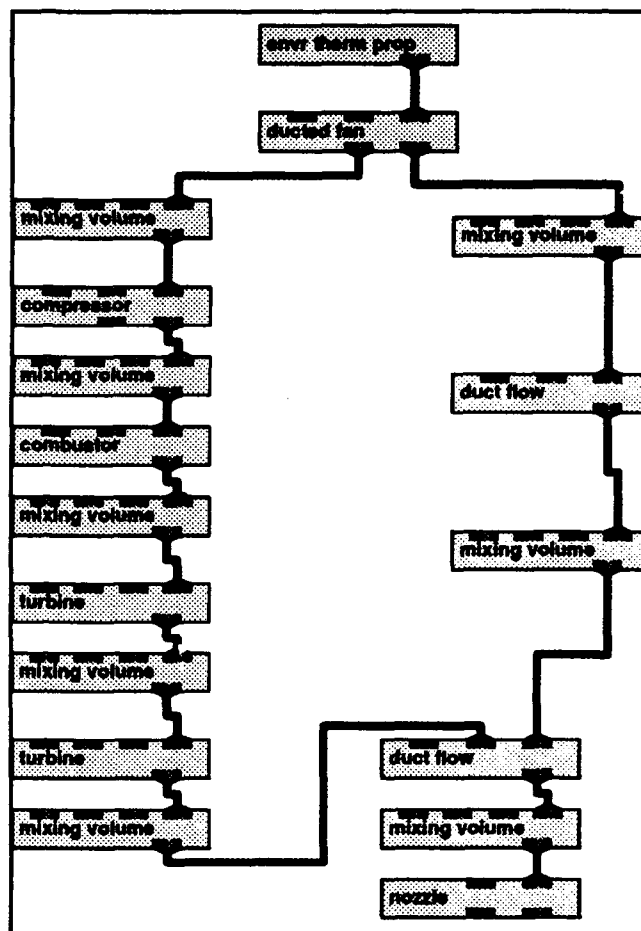 envr therm prop
ducted fan
mixing volume
mixing volume
compressor
mixing volume
duct flow
combustor
mixing volume
mixing volume
turbine
mixing volume
turbine
duct flow
mixing volume
mixing volume
nozzle